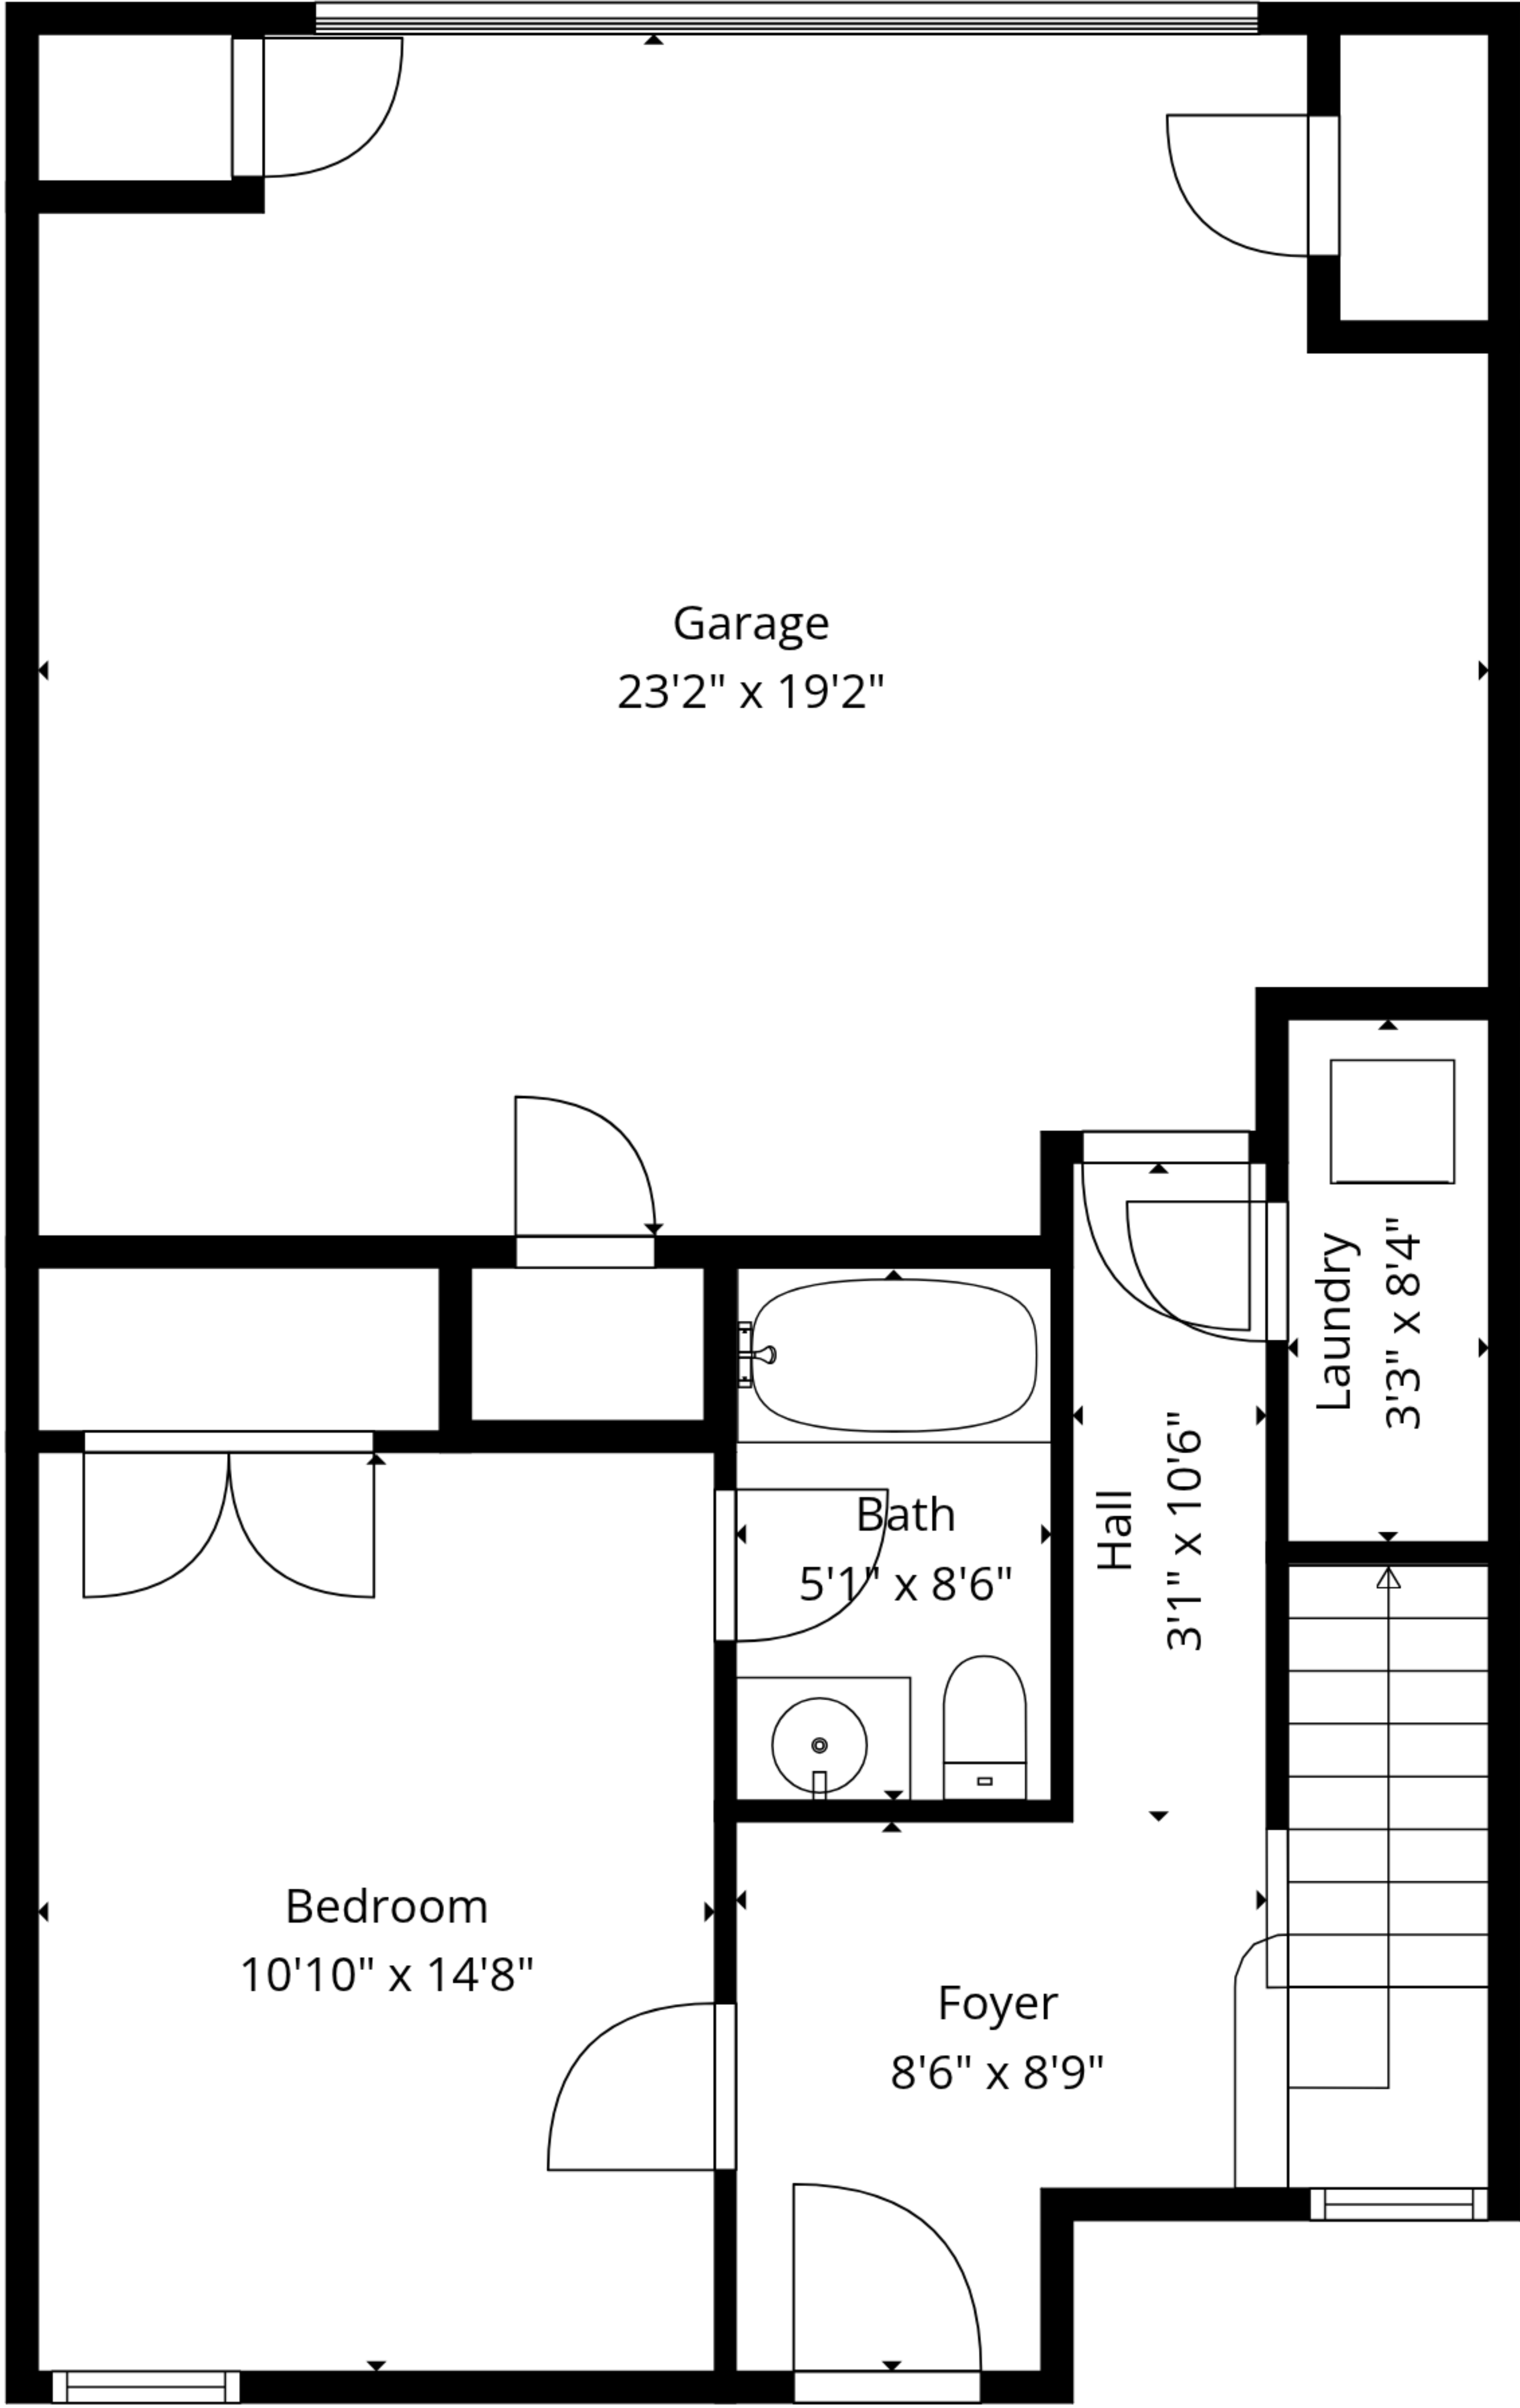 Garage
23'2" x 19'2"
Laundry
3'3" x 8'4"
Hall
3'1" x 10'6"
Bath
5'1" x 8'6"
Bedroom
10'10" x 14'8"
Foyer
8'6" x 8'9"